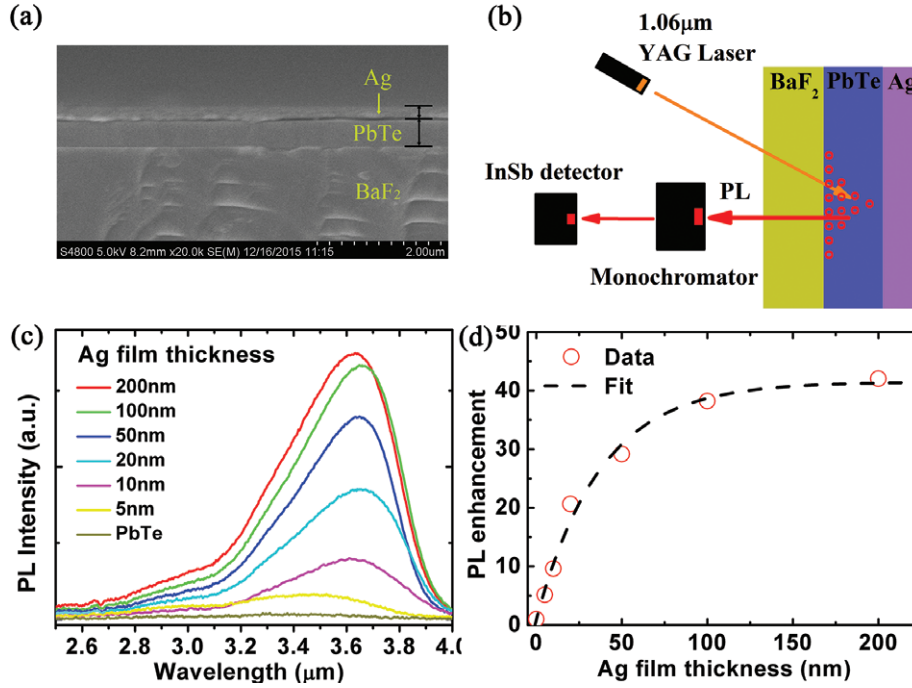 (a)
Ag
PbTe
BaF2
S4800 5.0kV 8.2mm x20.0k SE(M) 12/16/2015 11:15
2.00um
(b)
1.06μm
YAG Laser
BaF2 PbTe Ag
InSb detector
PL
Monochromator
(c)
Ag film thickness
200nm
100nm
50nm
20nm
10nm
5nm
PbTe
PL Intensity (a.u.)
2.6 2.8 3.0 3.2 3.4 3.6 3.8 4.0
Wavelength (μm)
(d)
Data
Fit
PL enhancement
50
40
30
20
10
0
0 50 100 150 200
Ag film thickness (nm)